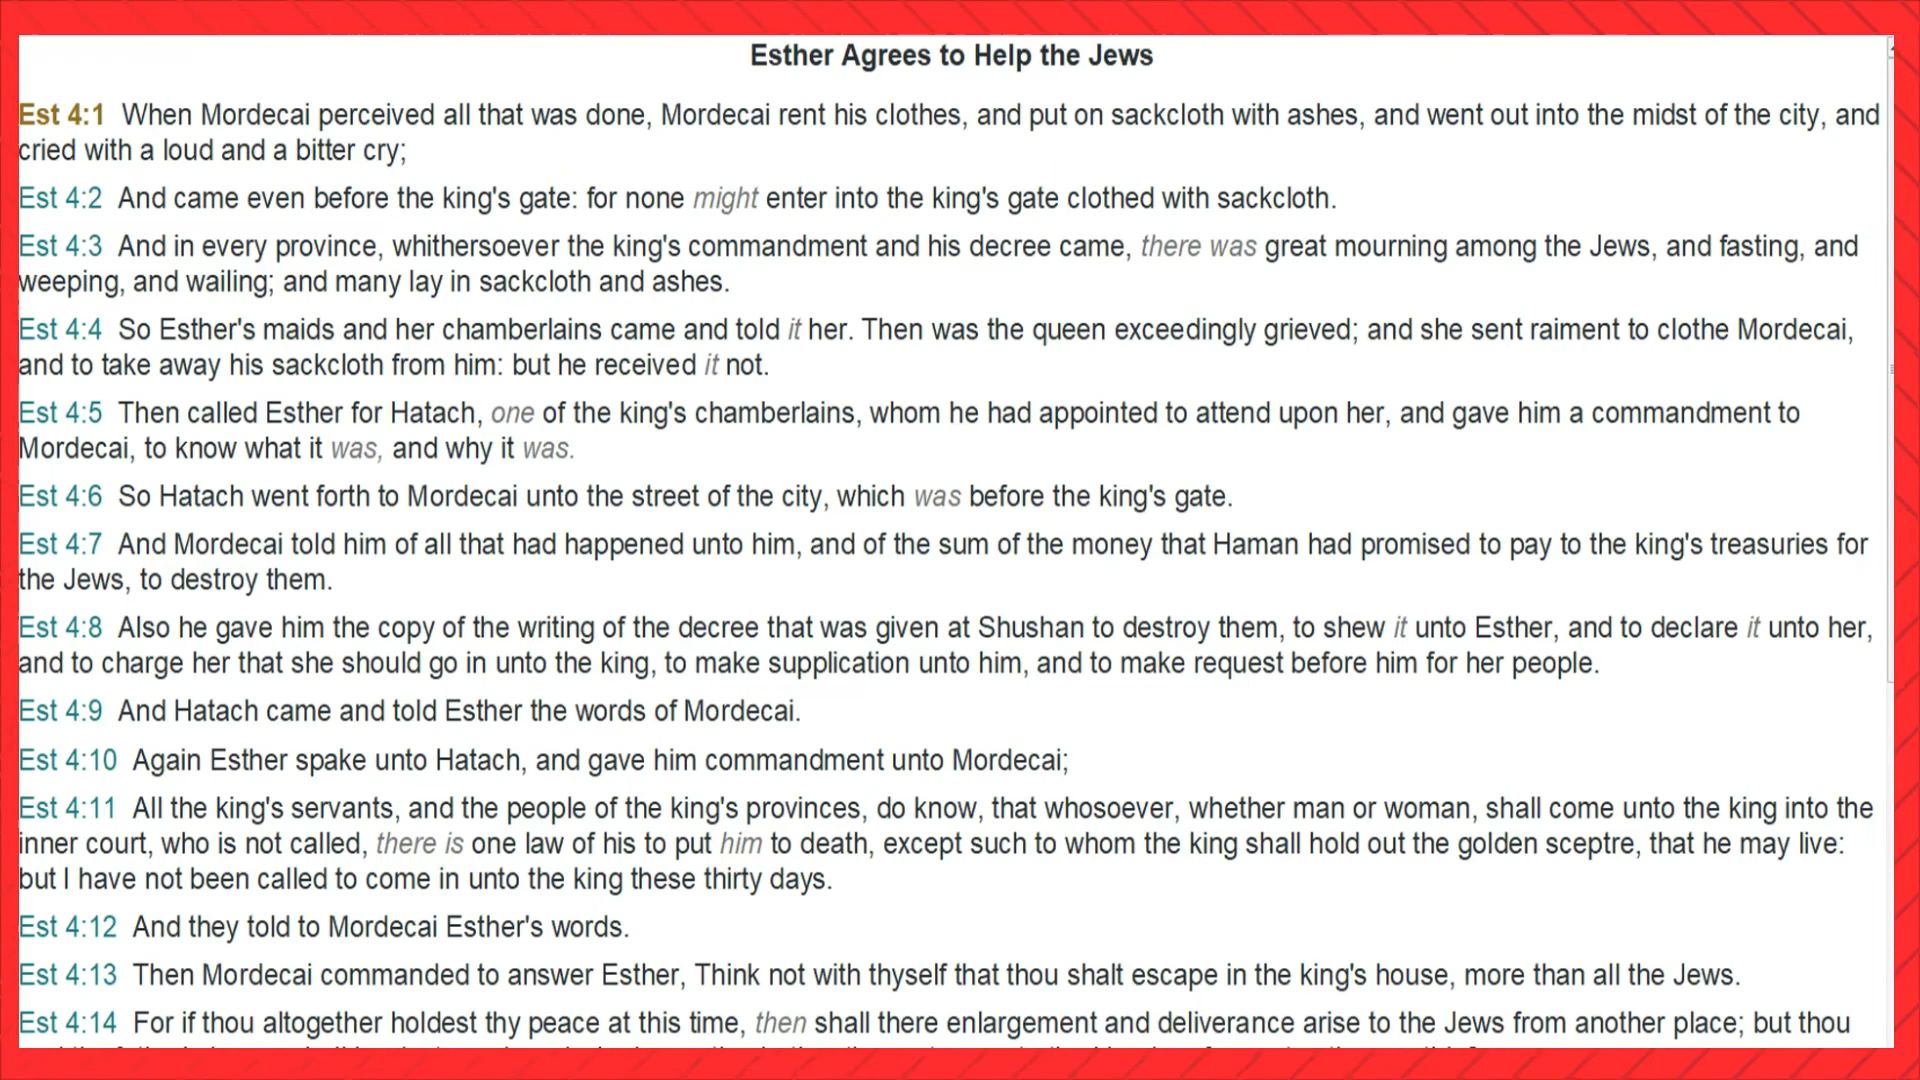 Esther Agrees to Help the Jews
Est 4:1 When Mordecai perceived all that was done, Mordecai rent his clothes, and put on sackcloth with ashes, and went out into the midst of the city, and
cried with a loud and a bitter cry;
Est 4:2 And came even before the king's gate: for none might enter into the king's gate clothed with sackcloth.
Est 4:3 And in every province, whithersoever the king's commandment and his decree came, there was great mourning among the Jews, and fasting, and
weeping, and wailing; and many lay in sackcloth and ashes.
Est 4:4 So Esther's maids and her chamberlains came and told it her. Then was the queen exceedingly grieved; and she sent raiment to clothe Mordecai,
and to take away his sackcloth from him: but he received it not.
Est 4:5 Then called Esther for Hatach, one of the king's chamberlains, whom he had appointed to attend upon her, and gave him a commandment to
Mordecai, to know what it was, and why it was.
Est 4:6 So Hatach went forth to Mordecai unto the street of the city, which was before the king's gate.
Est 4:7 And Mordecai told him of all that had happened unto him, and of the sum of the money that Haman had promised to pay to the king's treasuries for
the Jews, to destroy them.
Est 4:8 Also he gave him the copy of the writing of the decree that was given at Shushan to destroy them, to shew it unto Esther, and to declare it unto her,
and to charge her that she should go in unto the king, to make supplication unto him, and to make request before him for her people.
Est 4:9 And Hatach came and told Esther the words of Mordecai.
Est 4:10 Again Esther spake unto Hatach, and gave him commandment unto Mordecai;
Est 4:11 All the king's servants, and the people of the king's provinces, do know, that whosoever, whether man or woman, shall come unto the king into the
inner court, who is not called, there is one law of his to put him to death, except such to whom the king shall hold out the golden sceptre, that he may live:
but I have not been called to come in unto the king these thirty days.
Est 4:12 And they told to Mordecai Esther's words.
Est 4:13 Then Mordecai commanded to answer Esther, Think not with thyself that thou shalt escape in the king's house, more than all the Jews.
Est 4:14 For if thou altogether holdest thy peace at this time, then shall there enlargement and deliverance arise to the Jews from another place; but thou